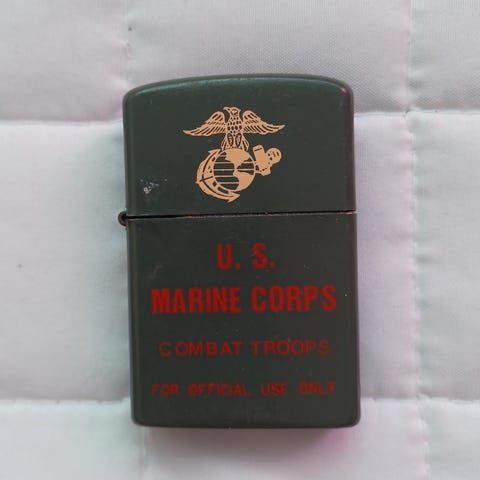 U. S.
MARINE CORPS
COMBAT TROOPS
FOR OFFICIAL USE ONLY